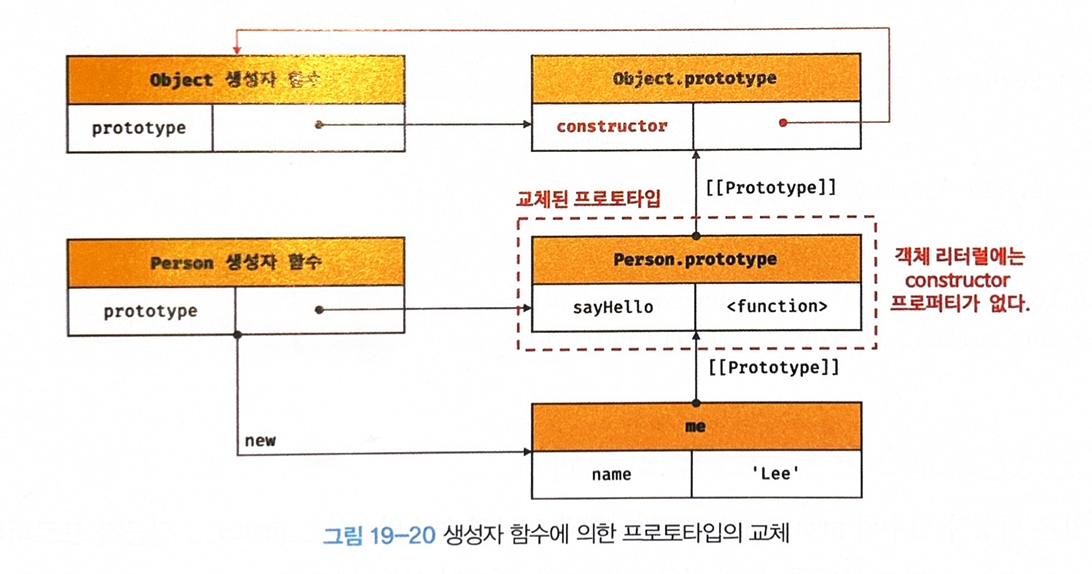 Object 생성자 함수
Object.prototype
prototype
constructor
[[Prototype]]
교체된 프로토타입
Person 생성자 함수
Person.prototype
객체 리터럴에는
constructor
프로퍼티가 없다.
prototype
sayHello
<function>
[[Prototype]]
me
new
name
'Lee'
그림 19-20 생성자 함수에 의한 프로토타입의 교체